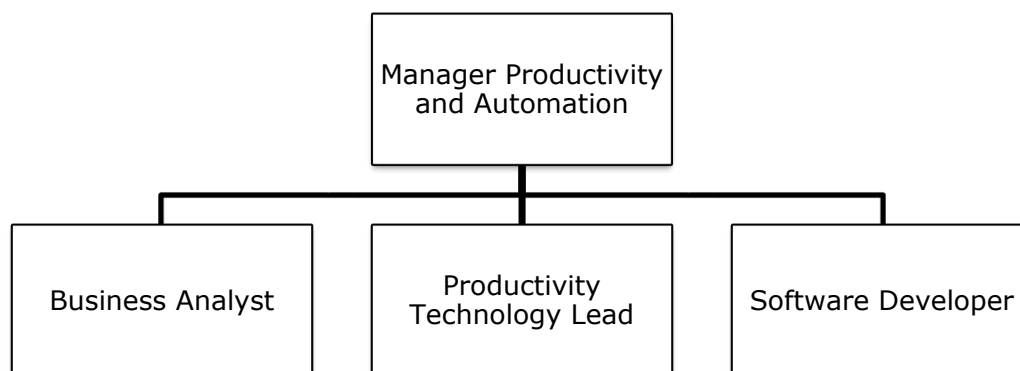 Manager Productivity
and Automation
Business Analyst
Productivity
Technology Lead
Software Developer